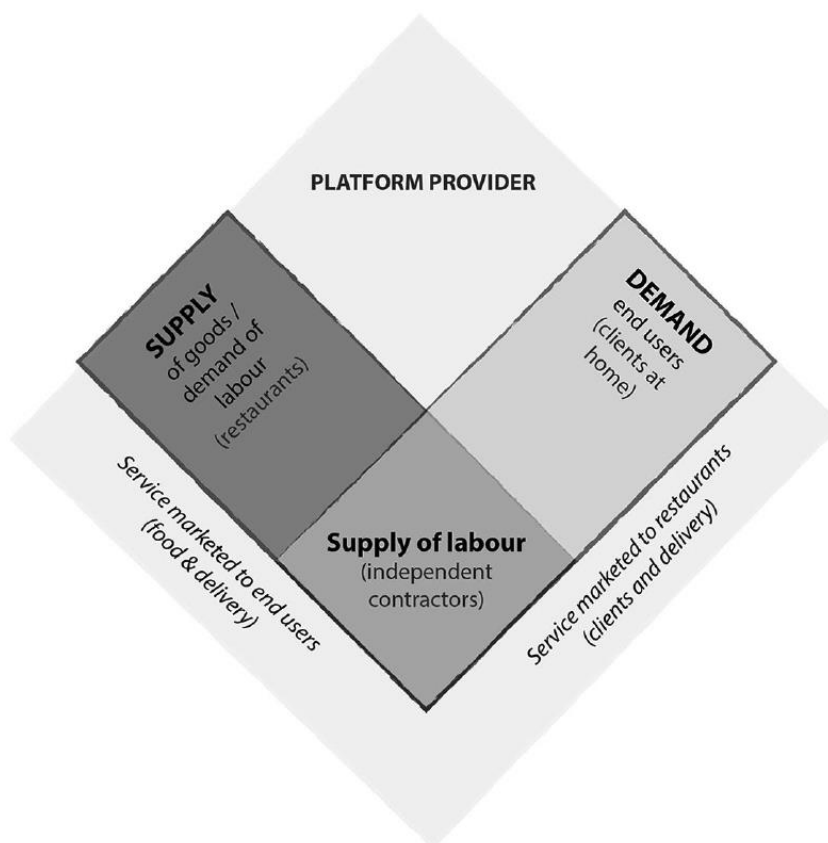 PLATFORM PROVIDER
SUPPLY
of goods /
demand of
labour
(restaurants)
DEMAND
end users
(clients at
home)
Service marketed to end users
(food & delivery)
Supply of labour
(independent
contractors)
Service marketed to restaurants
(clients and delivery)